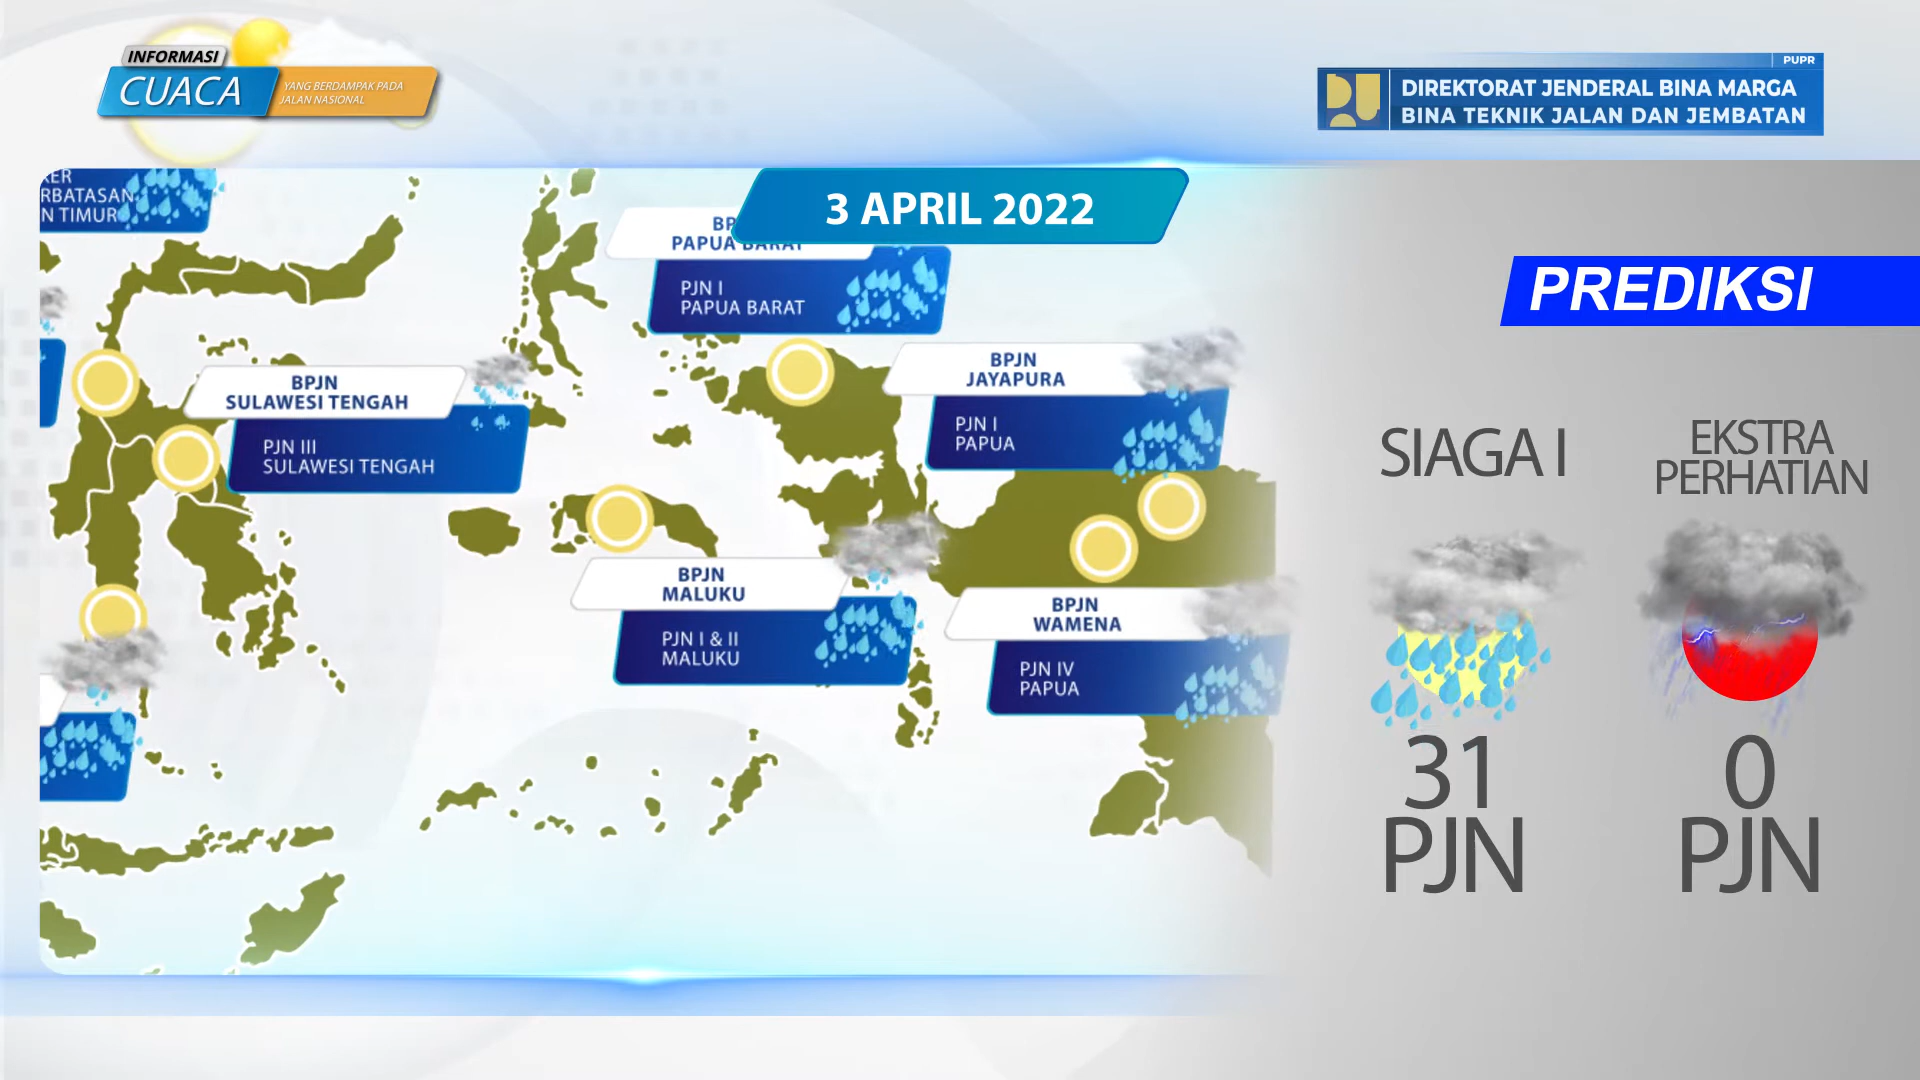 INFORMASI
CUACA
YANG BERDAMPAK PADA
JALAN NASIONAL
PUPR
DIREKTORAT JENDERAL BINA MARGA
BINA TEKNIK JALAN DAN JEMBATAN
3 APRIL 2022
PREDIKSI
RBATASAN
N TIMUR
PAPUA BARAT
PJN I
PAPUA BARAT
BPJN
SULAWESI TENGAH
PJN III
SULAWESI TENGAH
BPJN
JAYAPURA
PJN I
PAPUA
BPJN
MALUKU
PJN I & II
MALUKU
BPJN
WAMENA
PJN IV
PAPUA
SIAGA I
31
PJN
EKSTRA
PERHATIAN
0
PJN